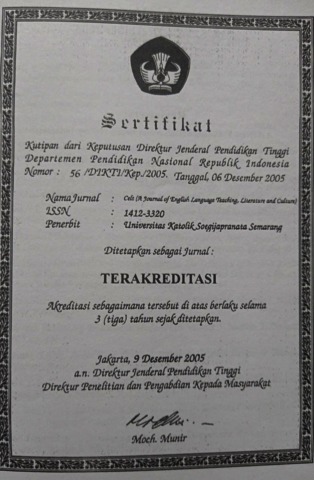 Sertifikat
Kutipan dari Keputusan Direktur Jenderal Pendidikan Tinggi
Departemen Pendidikan Nasional Republik Indonesia
Nomor : 56 /DIKTI/Kep./2005. Tanggal, 06 Desember 2005
Nama Jurnal : Celt (A Journal of English Language Teaching, Literature and Culture)
ISSN : 1412-3320
Penerbit : Universitas Katolik Soegijapranata Semarang
Ditetapkan sebagai Jurnal :
TERAKREDITASI
Akreditasi sebagaimana tersebut di atas berlaku selama
3 (tiga) tahun sejak ditetapkan.
Jakarta, 9 Desember 2005
a.n. Direktur Jenderal Pendidikan Tinggi
Direktur Penelitian dan Pengabdian Kepada Masyarakat
Moch. Munir